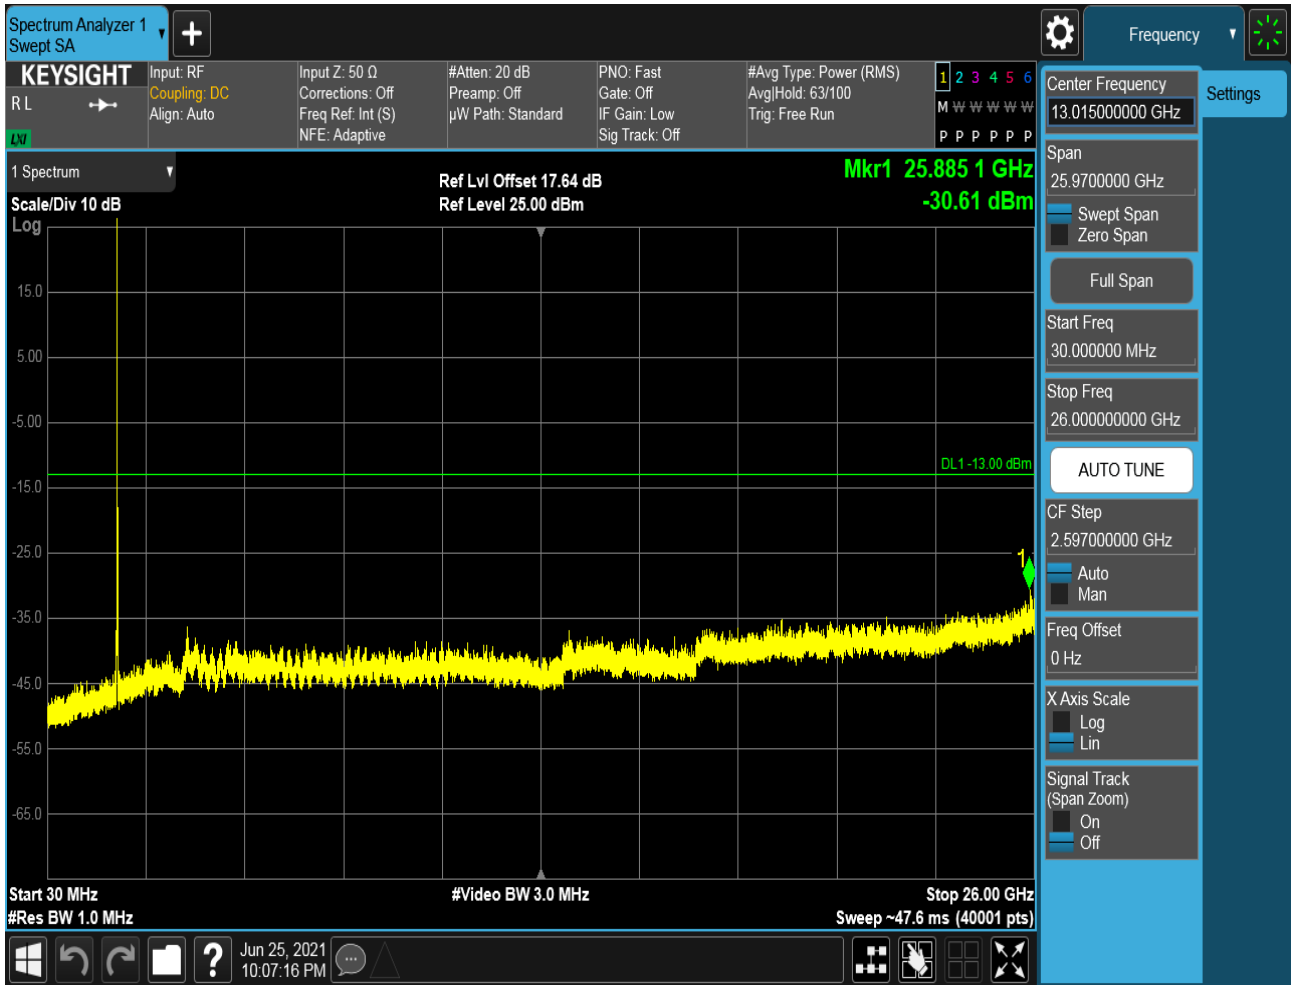 Spectrum Analyzer 1
Swept SA
Frequency
KEYSIGHT
R L
LXI
Input: RF
Coupling: DC
Align: Auto
Input Z: 50 Ω
Corrections: Off
Freq Ref: Int (S)
NFE: Adaptive
#Atten: 20 dB
Preamp: Off
µW Path: Standard
PNO: Fast
Gate: Off
IF Gain: Low
Sig Track: Off
#Avg Type: Power (RMS)
Avg|Hold: 63/100
Trig: Free Run
1 2 3 4 5 6
M W W W W W
P P P P P P
1 Spectrum
Scale/Div 10 dB
Log
Ref Lvl Offset 17.64 dB
Ref Level 25.00 dBm
Mkr1 25.885 1 GHz
-30.61 dBm
15.0
5.00
-5.00
-15.0
-25.0
-35.0
-45.0
-55.0
-65.0
DL1 -13.00 dBm
1
Start 30 MHz
#Res BW 1.0 MHz
#Video BW 3.0 MHz
Stop 26.00 GHz
Sweep ~47.6 ms (40001 pts)
Center Frequency
13.015000000 GHz
Settings
Span
25.9700000 GHz
Swept Span
Zero Span
Full Span
Start Freq
30.000000 MHz
Stop Freq
26.000000000 GHz
AUTO TUNE
CF Step
2.597000000 GHz
Auto
Man
Freq Offset
0 Hz
X Axis Scale
Log
Lin
Signal Track
(Span Zoom)
On
Off
?
Jun 25, 2021
10:07:16 PM